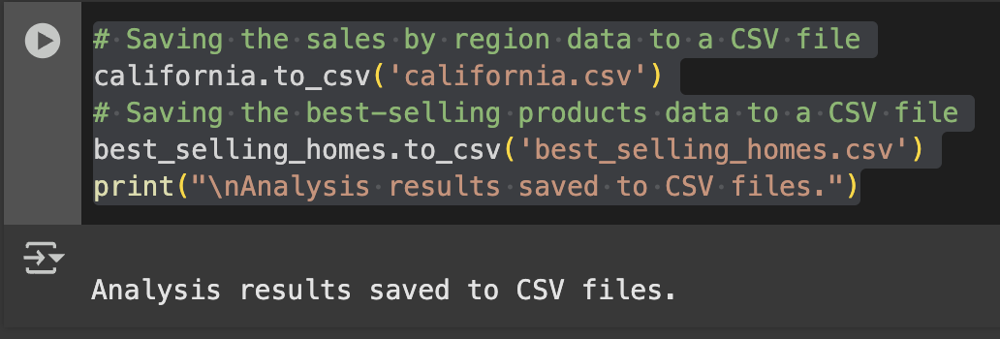 # Saving the sales by region data to a CSV file
california.to_csv('california.csv')
# Saving the best-selling products data to a CSV file
best_selling_homes.to_csv('best_selling_homes.csv')
print("\nAnalysis results saved to CSV files.")
Analysis results saved to CSV files.